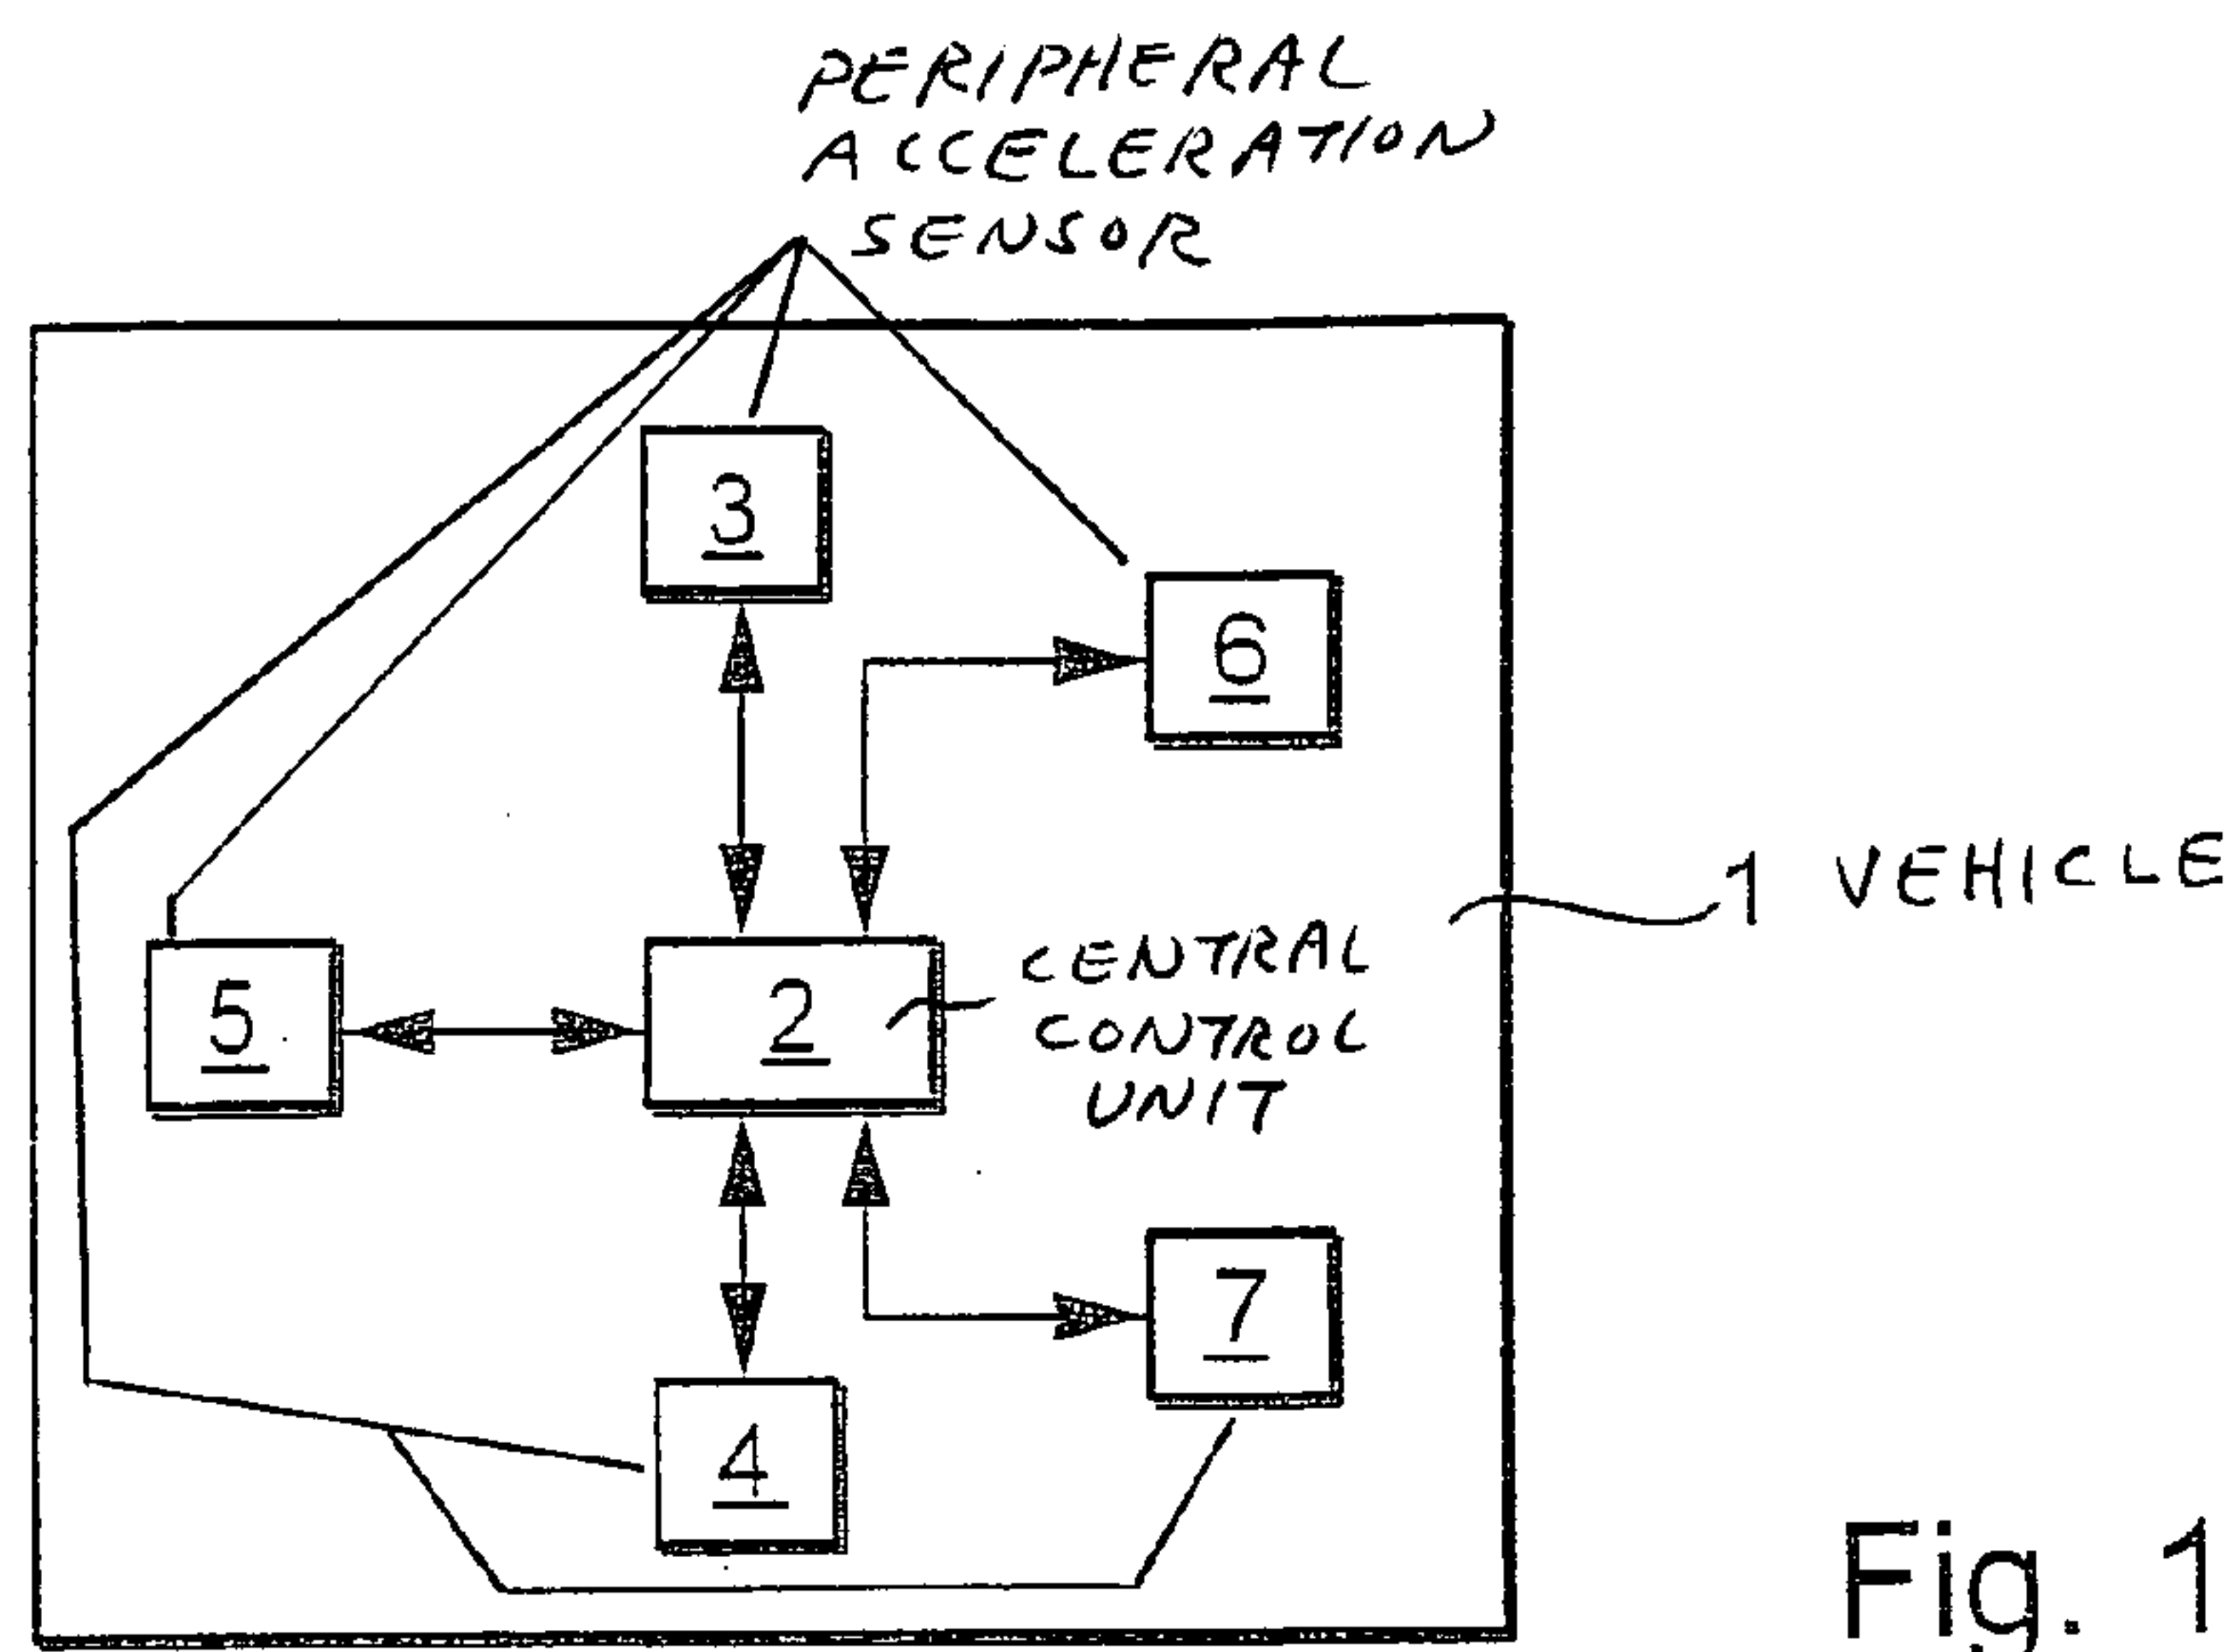 PERIPHERAL
ACCELERATION
SENSOR
3
6
1 VEHICLE
5
2
CENTRAL
CONTROL
UNIT
7
4
Fig. 1